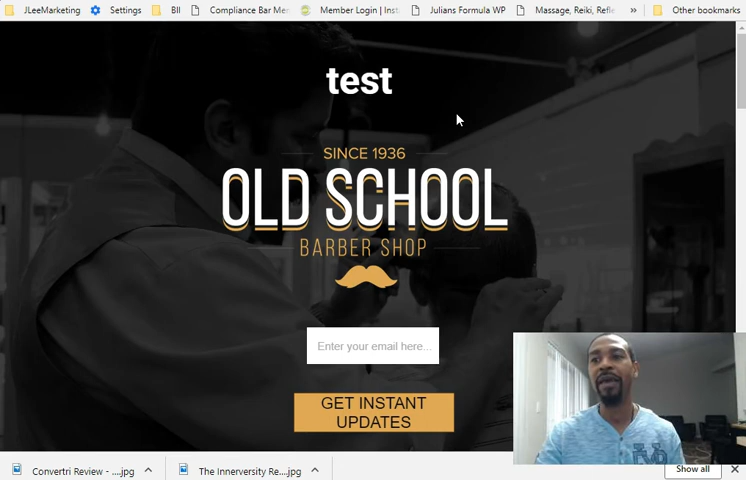 JLeeMarketing Settings BII Compliance Bar Mer Member Login | Inst Julians Formula WP Massage, Reiki, Refle » Other bookmarks
test
SINCE 1936
OLD SCHOOL
BARBER SHOP
Enter your email here...
GET INSTANT
UPDATES
Convertri Review - ....jpg The Innerversity Re....jpg Show all